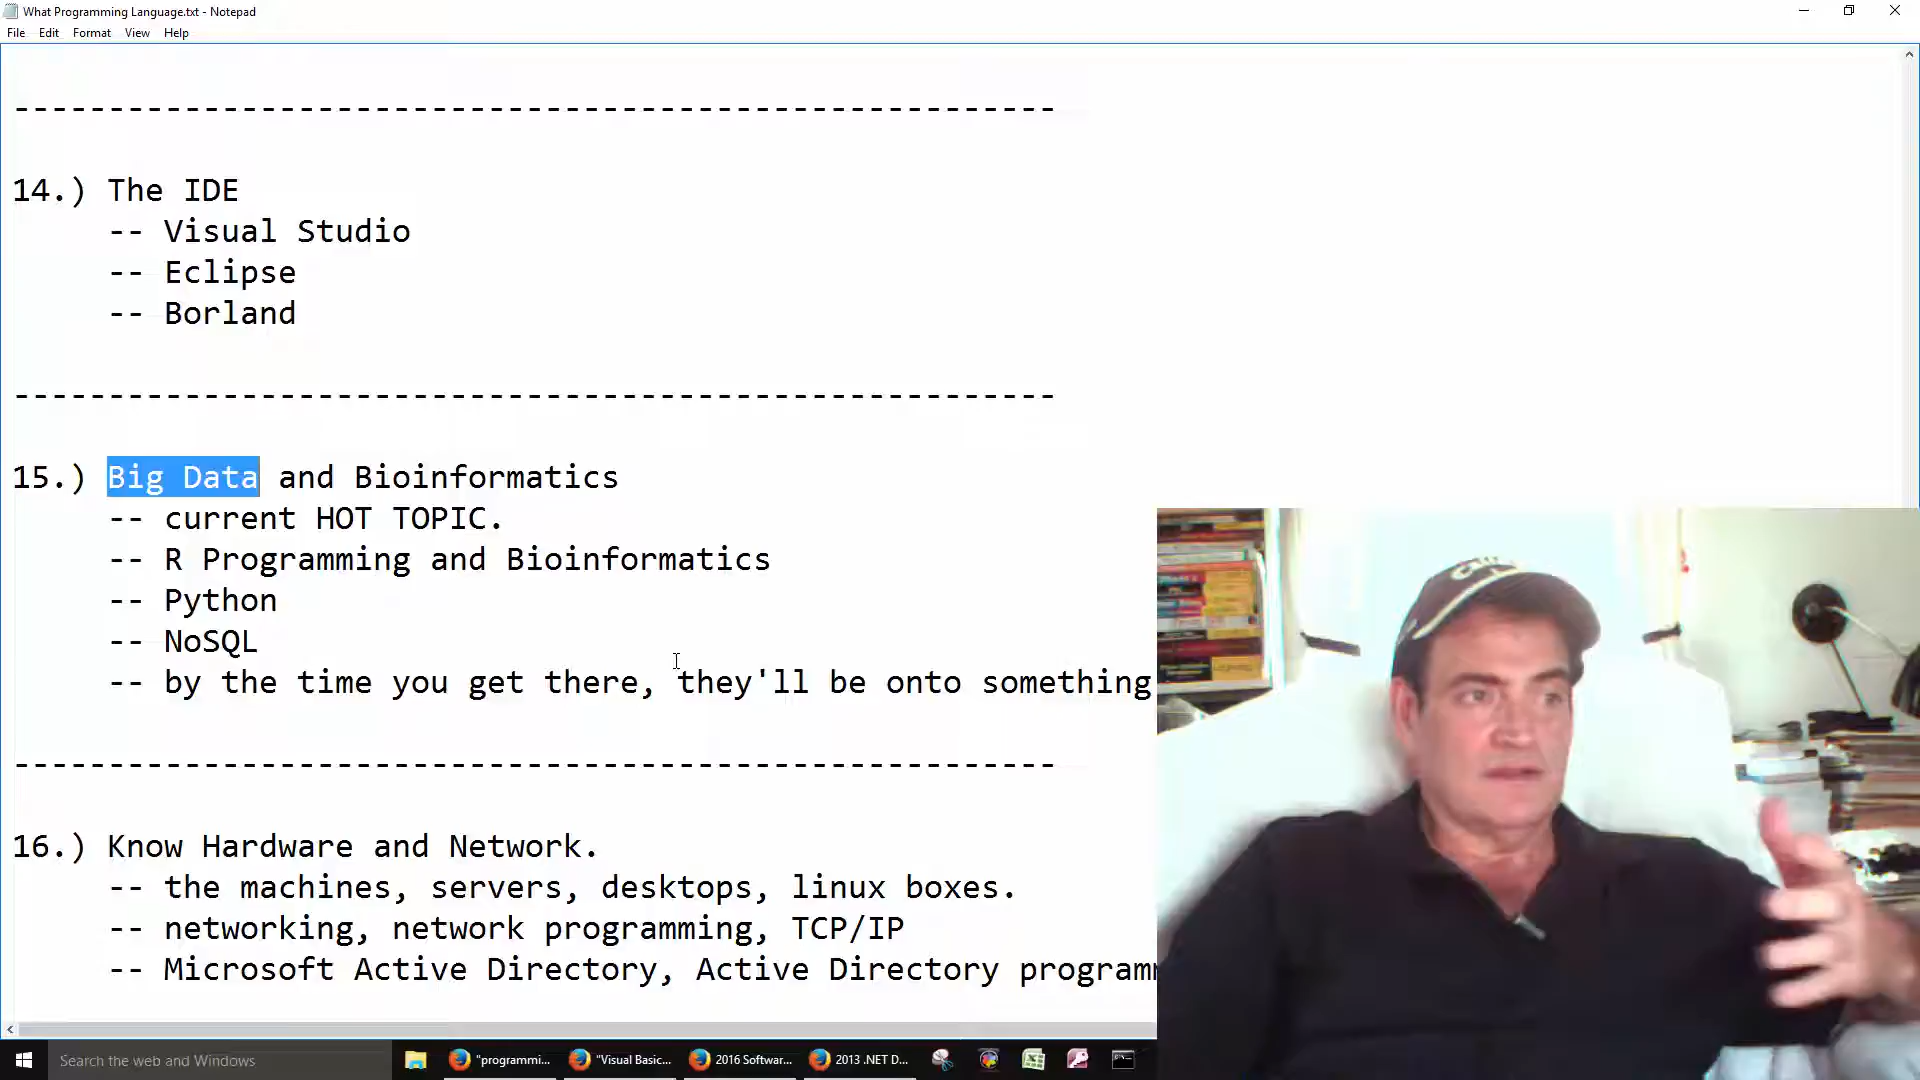 What Programming Language.txt - Notepad
File Edit Format View Help
-------------------------------------------------------
14.) The IDE
-- Visual Studio
-- Eclipse
-- Borland
-------------------------------------------------------
15.) Big Data and Bioinformatics
-- current HOT TOPIC.
-- R Programming and Bioinformatics
-- Python
-- NoSQL
-- by the time you get there, they'll be onto something
-------------------------------------------------------
16.) Know Hardware and Network.
-- the machines, servers, desktops, linux boxes.
-- networking, network programming, TCP/IP
-- Microsoft Active Directory, Active Directory programm
Search the web and Windows
"programmi...
"Visual Basic...
2016 Softwar...
2013 .NET D...